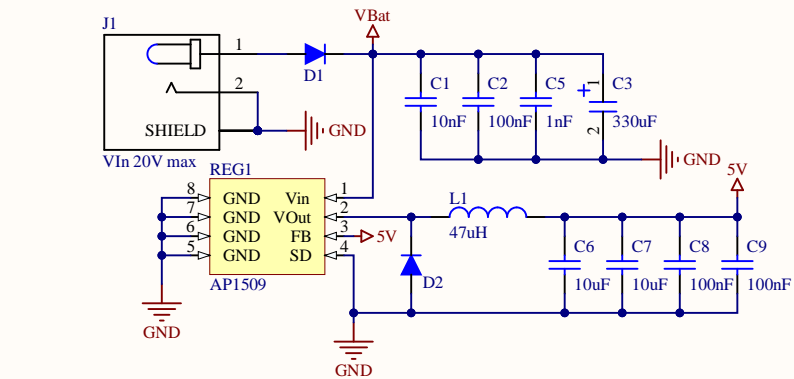 VBat
J1
1
D1
2
SHIELD
GND
VIn 20V max
C1
10nF
C2
100nF
C5
1nF
1
C3
330uF
2
GND
REG1
8 GND Vin 1
7 GND VOut 2
6 GND FB 3
5 GND SD 4
AP1509
5V
GND
L1
47uH
5V
D2
C6
10uF
C7
10uF
C8
100nF
C9
100nF
GND